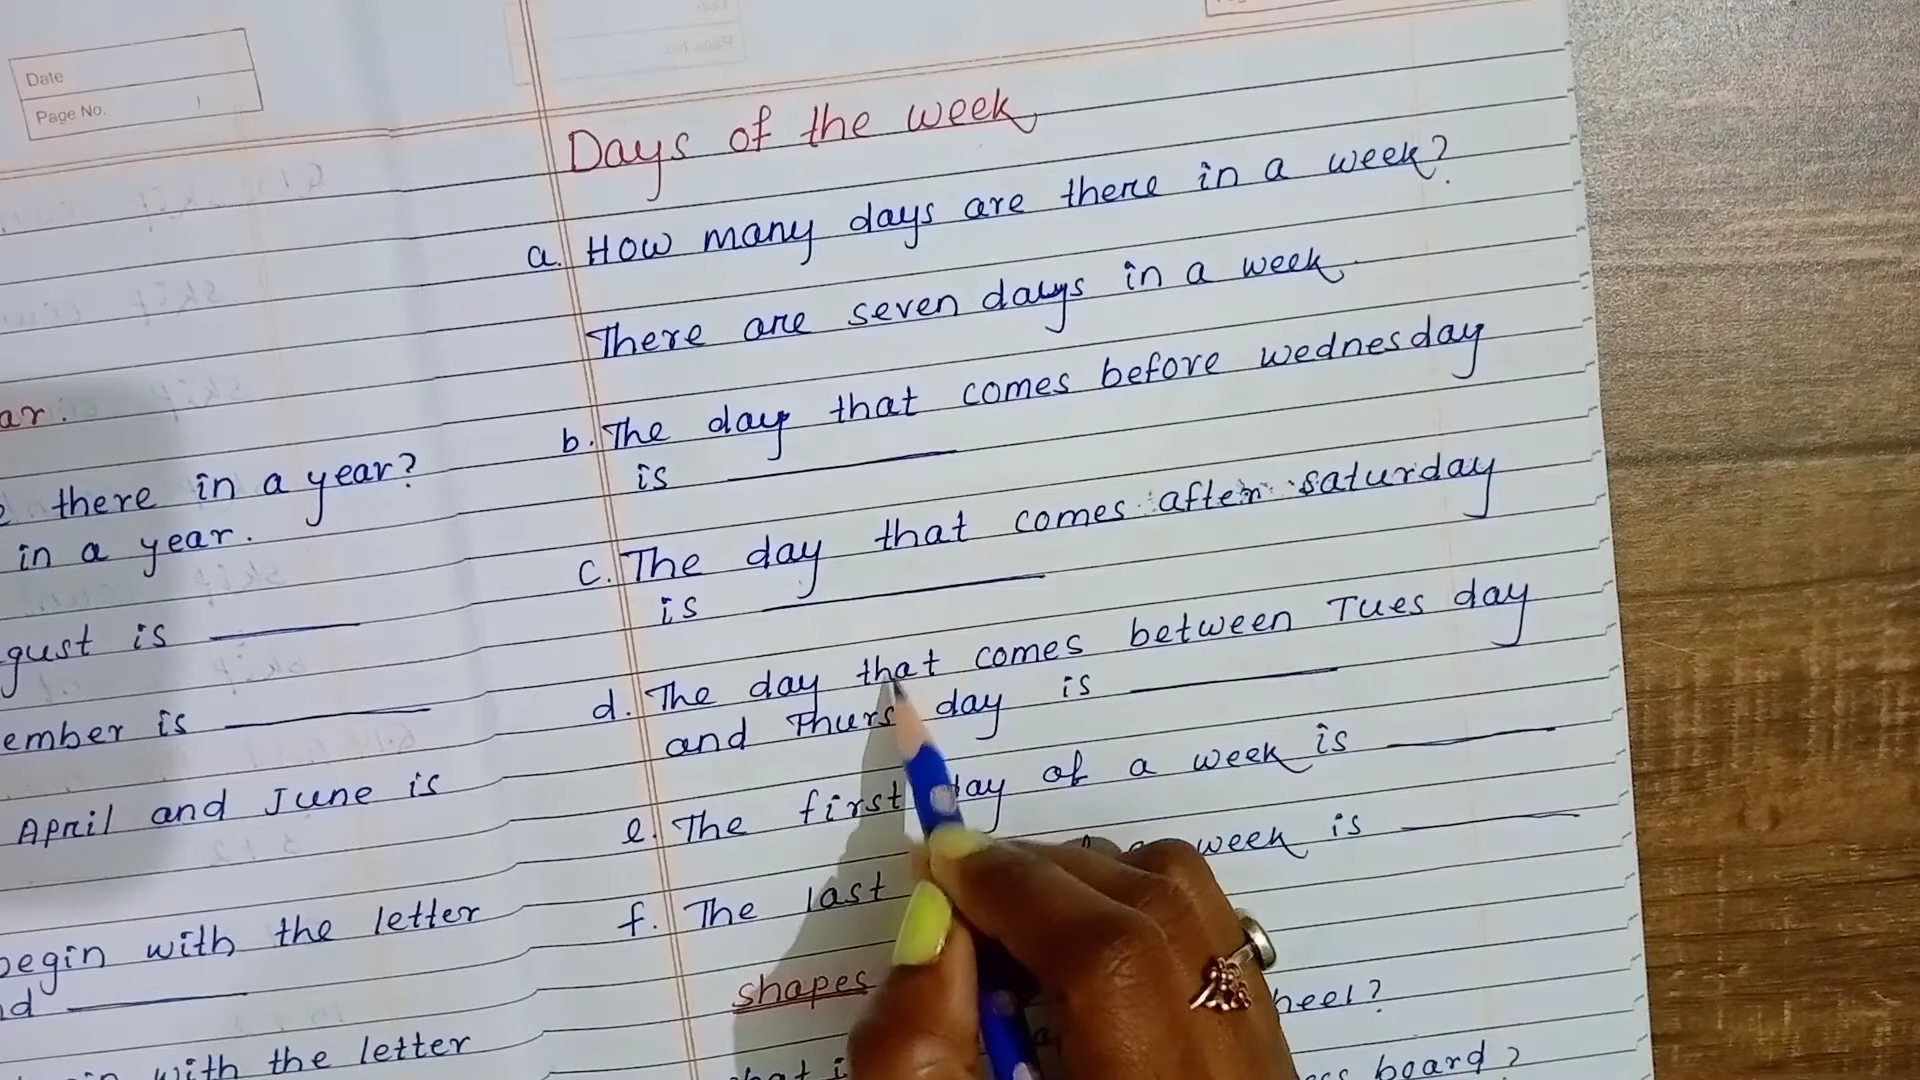 Date
Page No.
ar.
there in a year?
in a year.
gust is
ember is
April and June is
begin with the letter
nd
with the letter
Days of the week
a. How many days are there in a week?
There are seven days in a week
b. The day that comes before wednesday
is
c. The day that comes after saturday
is
d. The day that comes between Tues day
and Thurs day is
e. The first day of a week is
f. The last week is
shapes
heel?
board?